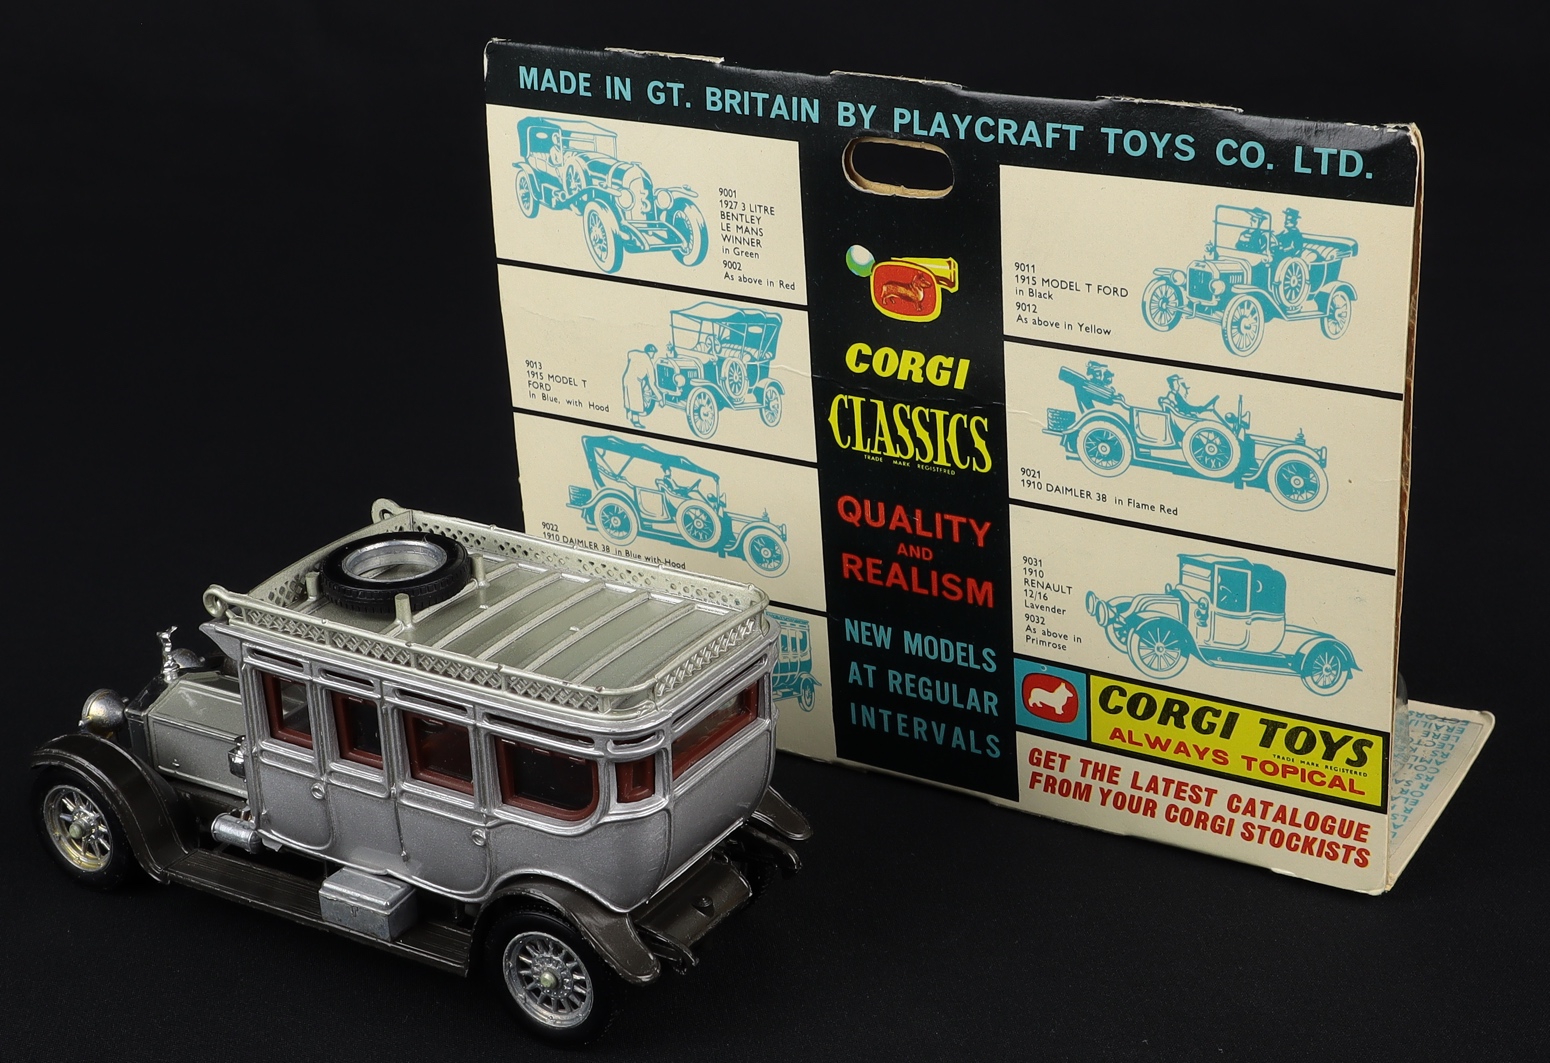 MADE IN GT. BRITAIN BY PLAYCRAFT TOYS CO. LTD.
9001
1927 3 LITRE
BENTLEY
LE MANS
WINNER
in Green
9002
As above in Red
9013
1915 MODEL T
FORD
In Blue, with Hood
9022
1910 DAIMLER 38 in Blue with Hood
CORGI
CLASSICS
TRADE MARK REGISTERED
QUALITY
AND
REALISM
NEW MODELS
AT REGULAR
INTERVALS
9011
1915 MODEL T FORD
in Black
9012
As above in Yellow
9021
1910 DAIMLER 38 in Flame Red
9031
1910
RENAULT
12/16
Lavender
9032
As above in
Primrose
CORGI TOYS
TRADE MARK REGISTERED
ALWAYS TOPICAL
GET THE LATEST CATALOGUE
FROM YOUR CORGI STOCKISTS